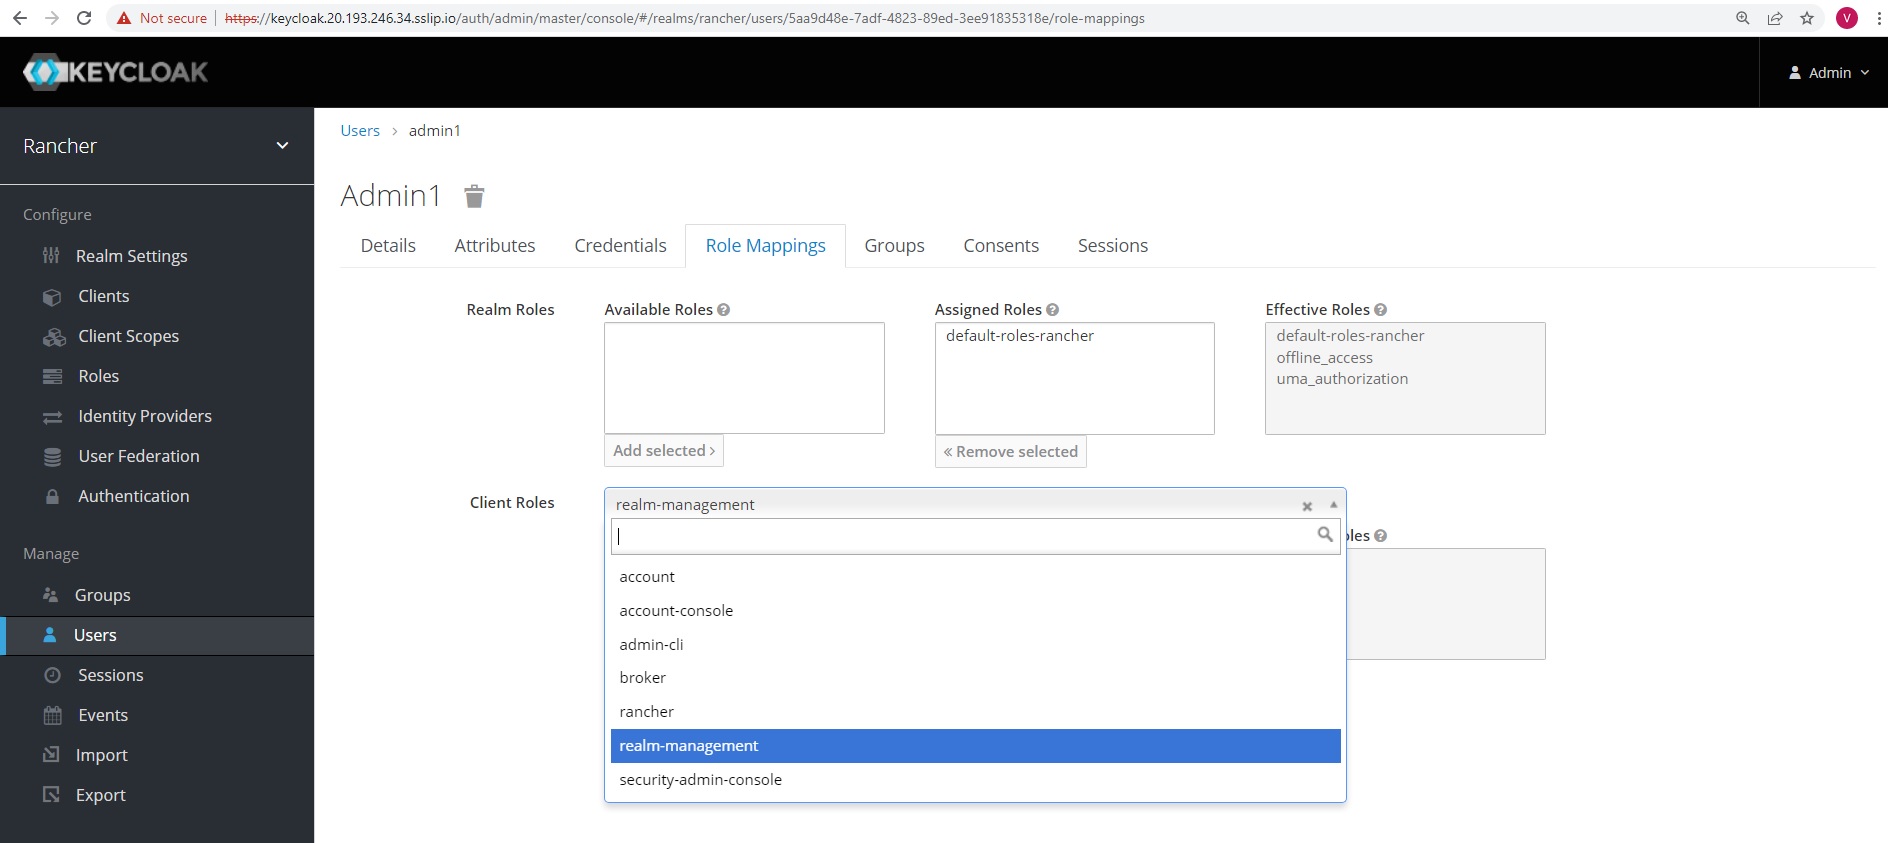 Not secure
https://keycloak.20.193.246.34.sslip.io/auth/admin/master/console/#/realms/rancher/users/5aa9d48e-7adf-4823-89ed-3ee91835318e/role-mappings
V
KEYCLOAK
Admin
Rancher
Configure
Realm Settings
Clients
Client Scopes
Roles
Identity Providers
User Federation
Authentication
Manage
Groups
Users
Sessions
Events
Import
Export
Users > admin1
Admin1
Details Attributes Credentials Role Mappings Groups Consents Sessions
Realm Roles
Available Roles
Add selected >
Assigned Roles
default-roles-rancher
« Remove selected
Effective Roles
default-roles-rancher
offline_access
uma_authorization
Client Roles
realm-management
account
account-console
admin-cli
broker
rancher
realm-management
security-admin-console